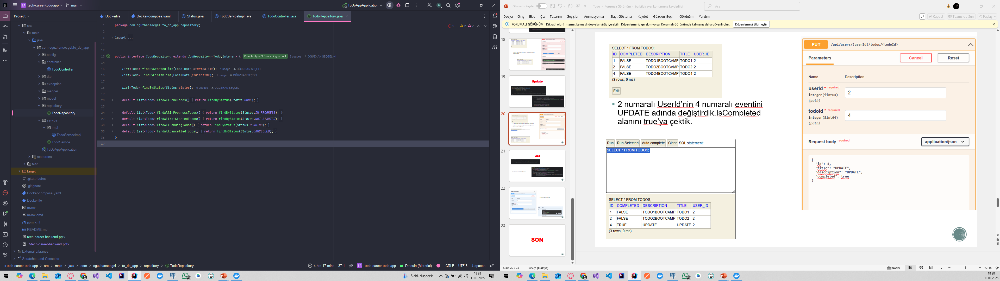 tech-career-todo-app
main
ToDoAppApplication
Project
Dockerfile
Docker-compose.yaml
Status.java
TodoServiceImpl.java
TodoController.java
TodoRepository.java
src
main
java
com.oguzhansecgel.to_do_app
config
controller
TodoController
dto
exception
mapper
model
repository
TodoRepository
service
impl
TodoServiceImpl
TodoService
ToDoAppApplication
resources
test
target
.gitattributes
.gitignore
Docker-compose.yaml
Dockerfile
mvnw
mvnw.cmd
pom.xml
README.md
tech-career-backend.pptx
~$tech-career-backend.pptx
External Libraries
Scratches and Consoles
1 package com.oguzhansecgel.to_do_app.repository;
2
3 import ...
11
12
13 public interface TodoRepository extends JpaRepository<Todo,Integer> { Complexity is 3 Everything is cool! 3 usages OĞUZHAN SEÇGEL +1
14
15 List<Todo> findByStartedTime(LocalDate startedTime); 1 usage OĞUZHAN SEÇGEL
16 List<Todo> findByFinishTime(LocalDate finishTime); 1 usage OĞUZHAN SEÇGEL
17
18 List<Todo> findByStatus(Status status); 5 usages OĞUZHAN SEÇGEL
19
20 default List<Todo> findAllDoneTodos() { return findByStatus(Status.DONE); }
23
24 default List<Todo> findAllInProgressTodos() { return findByStatus(Status.IN_PROGRESS); }
27 default List<Todo> findAllNotStartedTodos() { return findByStatus(Status.NOT_STARTED); }
30 default List<Todo> findAllPendingTodos() { return findByStatus(Status.PENDING); }
33 default List<Todo> findAllCancelledTodos() { return findByStatus(Status.CANCELLED); }
36 }
37
2 2 2
tech-career-todo-app > src > main > java > com > oguzhansecgel > to_do_app > repository > TodoRepository
4 hrs 17 mins 37:1 tech-career-todo-app Dracula (Material) CRLF UTF-8 4 spaces
Sıckl. düşecek
18:28
11.01.2025
Otomatik Kaydet
Todo - Korumalı Görünüm • bu bilgisayar konumuna kaydedildi
Ara
Dosya Giriş Ekle Çiz Tasarım Geçişler Animasyonlar Slayt Gösterisi Kaydet Gözden Geçir Görünüm Yardım
Kaydet Teams'de Sun Paylaş
KORUMALI GÖRÜNÜM Dikkatli olun! İnternet kaynaklı dosyalar virüs içerebilir. Düzenlemeniz gerekmiyorsa, Korumalı Görünümde kalmanız daha güvenli olur. Düzenlemeyi Etkinleştir
18
19
Update
20
21
Get
22
23
SON
SELECT * FROM TODOS;
ID COMPLETED DESCRIPTION TITLE USER_ID
1 FALSE TODO1BOOTCAMP TODO1 2
2 FALSE TODO2BOOTCAMP TODO2 2
4 FALSE TODO4BOOTCAMP TODO4 2
(3 rows, 0 ms)
Edit
2 numaralı UserId'nin 4 numaralı eventini
UPDATE adında değiştirdik.IsCompleted
alanını true'ya çektik.
Run Run Selected Auto complete Clear SQL statement:
SELECT * FROM TODOS;
SELECT * FROM TODOS;
ID COMPLETED DESCRIPTION TITLE USER_ID
1 FALSE TODO1BOOTCAMP TODO1 2
2 FALSE TODO2BOOTCAMP TODO2 2
4 TRUE UPDATE UPDATE 2
(3 rows, 0 ms)
PUT /api/users/{userId}/todos/{todoId}
Parameters
Cancel
Reset
Name Description
userId * required
integer($int64)
(path)
2
todoId * required
integer($int64)
(path)
4
Request body required
application/json
{
"id": 4,
"title": "UPDATE",
"description": "UPDATE",
"completed": true
}
Slayt 20 / 23 Türkçe (Türkiye)
Notlar
%115
18:28
11.01.2025